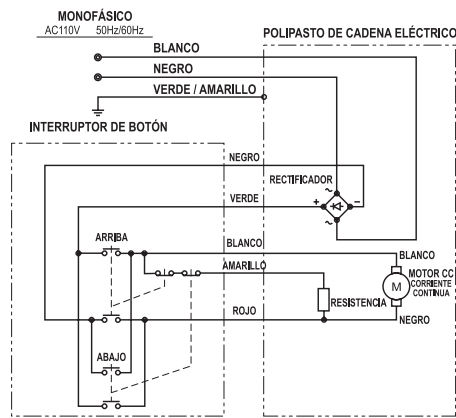 MONOFÁSICO
AC110V 50Hz/60Hz
POLIPASTO DE CADENA ELÉCTRICO
BLANCO
NEGRO
VERDE / AMARILLO
INTERRUPTOR DE BOTÓN
NEGRO
RECTIFICADOR
~
+
−
~
VERDE
ARRIBA
BLANCO
BLANCO
AMARILLO
MOTOR CC
CORRIENTE
CONTÍNUA
M
RESISTENCIA
ROJO
NEGRO
ABAJO